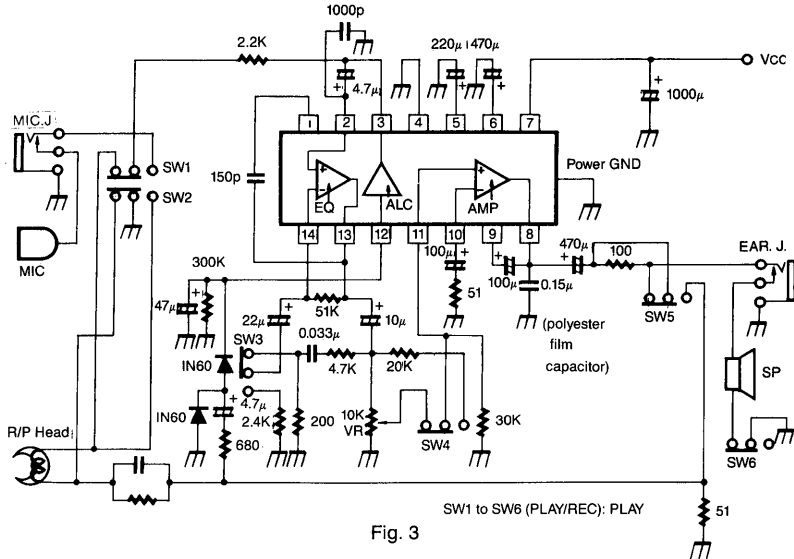 1000p
2.2K
220μ
470μ
4.7μ
Vcc
1000μ
MIC.J
1
2
3
4
5
6
7
SW1
SW2
150p
EQ
ALC
AMP
Power GND
MIC
14
13
12
11
10
9
8
300K
47μ
51K
22μ
10μ
100μ
51
100μ
0.15μ
470μ
100
EAR. J.
(polyester
film
capacitor)
SW5
0.033μ
SW3
4.7K
20K
IN60
IN60
4.7μ
2.4K
680
200
10K
VR
SW4
30K
SP
SW6
R/P Head
SW1 to SW6 (PLAY/REC): PLAY
51
Fig. 3